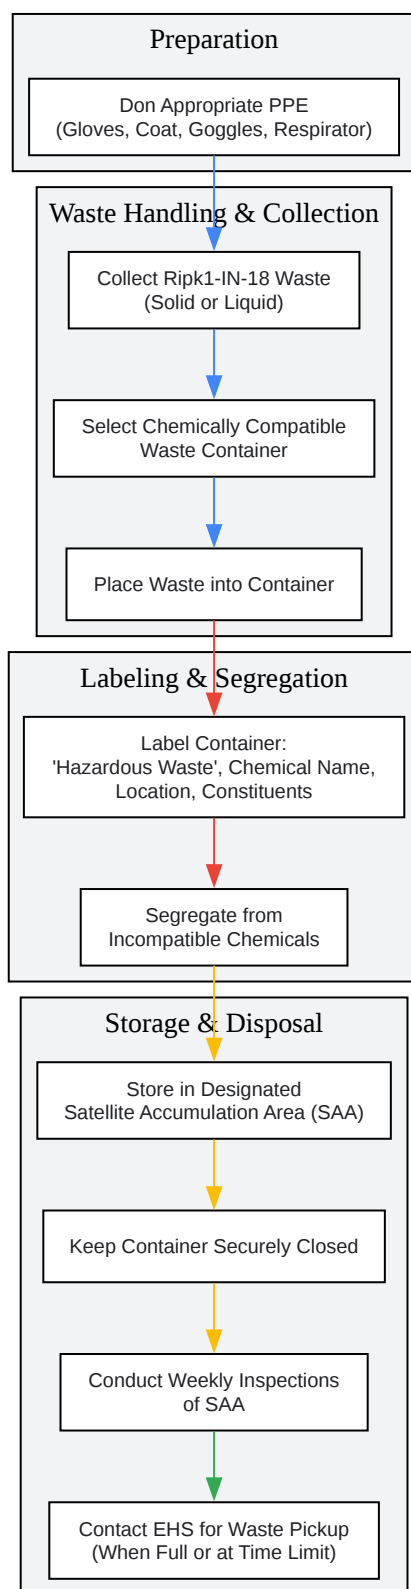 Preparation
Don Appropriate PPE
(Gloves, Coat, Goggles, Respirator)
Waste Handling & Collection
Collect Ripk1-IN-18 Waste
(Solid or Liquid)
Select Chemically Compatible
Waste Container
Place Waste into Container
Labeling & Segregation
Label Container:
'Hazardous Waste', Chemical Name,
Location, Constituents
Segregate from
Incompatible Chemicals
Storage & Disposal
Store in Designated
Satellite Accumulation Area (SAA)
Keep Container Securely Closed
Conduct Weekly Inspections
of SAA
Contact EHS for Waste Pickup
(When Full or at Time Limit)